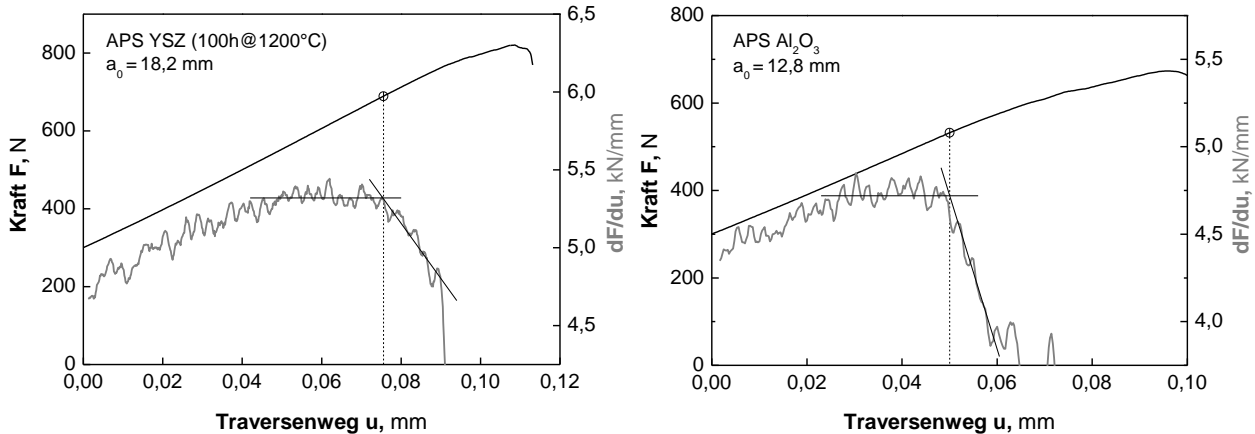 APS YSZ (100h@1200°C)
a0 = 18,2 mm
Kraft F, N
800
600
400
200
0
6,5
6,0
5,5
5,0
4,5
dF/du, kN/mm
0,00 0,02 0,04 0,06 0,08 0,10 0,12
Traversenweg u, mm
APS Al2O3
a0 = 12,8 mm
Kraft F, N
800
600
400
200
0
5,5
5,0
4,5
4,0
dF/du, kN/mm
0,00 0,02 0,04 0,06 0,08 0,10
Traversenweg u, mm